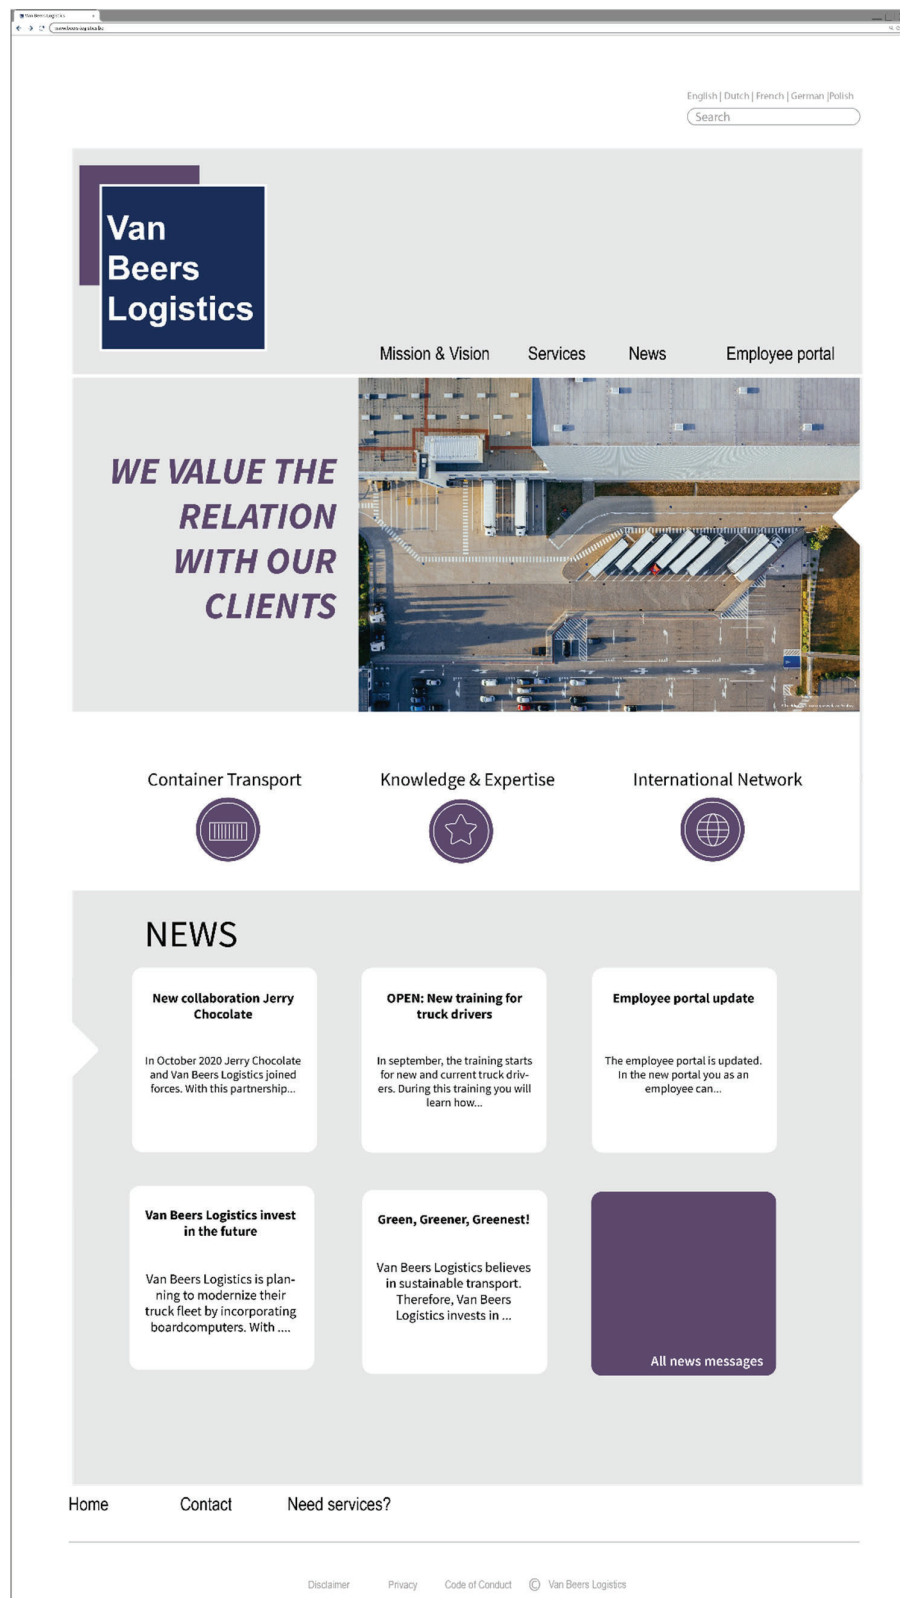 Van Beers Logistics
www.beers-logistics.be
English | Dutch | French | German |Polish
Search
Van
Beers
Logistics
Mission & Vision Services News Employee portal
WE VALUE THE
RELATION
WITH OUR
CLIENTS
Container Transport Knowledge & Expertise International Network
NEWS
New collaboration Jerry
Chocolate
In October 2020 Jerry Chocolate
and Van Beers Logistics joined
forces. With this partnership...
OPEN: New training for
truck drivers
In september, the training starts
for new and current truck driv-
ers. During this training you will
learn how...
Employee portal update
The employee portal is updated.
In the new portal you as an
employee can...
Van Beers Logistics invest
in the future
Van Beers Logistics is plan-
ning to modernize their
truck fleet by incorporating
boardcomputers. With ....
Green, Greener, Greenest!
Van Beers Logistics believes
in sustainable transport.
Therefore, Van Beers
Logistics invests in ...
All news messages
Home Contact Need services?
Disclaimer Privacy Code of Conduct © Van Beers Logistics